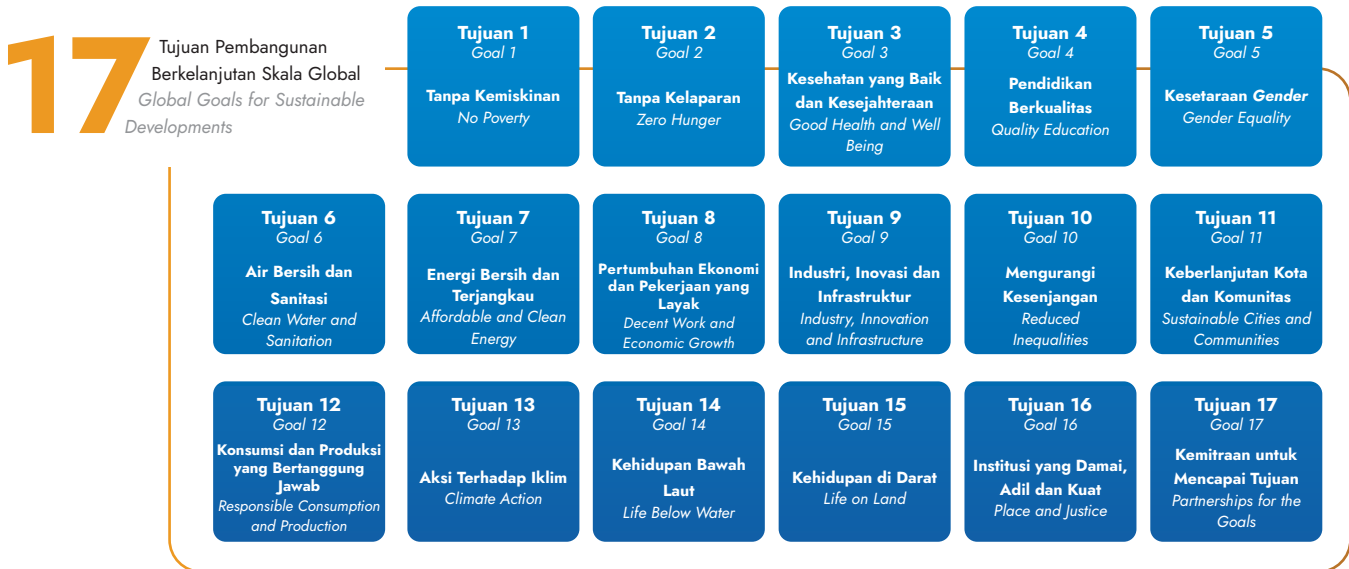 17
Tujuan Pembangunan
Berkelanjutan Skala Global
Global Goals for Sustainable
Developments
Tujuan 1
Goal 1
Tanpa Kemiskinan
No Poverty
Tujuan 2
Goal 2
Tanpa Kelaparan
Zero Hunger
Tujuan 3
Goal 3
Kesehatan yang Baik
dan Kesejahteraan
Good Health and Well
Being
Tujuan 4
Goal 4
Pendidikan
Berkualitas
Quality Education
Tujuan 5
Goal 5
Kesetaraan Gender
Gender Equality
Tujuan 6
Goal 6
Air Bersih dan
Sanitasi
Clean Water and
Sanitation
Tujuan 7
Goal 7
Energi Bersih dan
Terjangkau
Affordable and Clean
Energy
Tujuan 8
Goal 8
Pertumbuhan Ekonomi
dan Pekerjaan yang
Layak
Decent Work and
Economic Growth
Tujuan 9
Goal 9
Industri, Inovasi dan
Infrastruktur
Industry, Innovation
and Infrastructure
Tujuan 10
Goal 10
Mengurangi
Kesenjangan
Reduced
Inequalities
Tujuan 11
Goal 11
Keberlanjutan Kota
dan Komunitas
Sustainable Cities and
Communities
Tujuan 12
Goal 12
Konsumsi dan Produksi
yang Bertanggung
Jawab
Responsible Consumption
and Production
Tujuan 13
Goal 13
Aksi Terhadap Iklim
Climate Action
Tujuan 14
Goal 14
Kehidupan Bawah
Laut
Life Below Water
Tujuan 15
Goal 15
Kehidupan di Darat
Life on Land
Tujuan 16
Goal 16
Institusi yang Damai,
Adil dan Kuat
Place and Justice
Tujuan 17
Goal 17
Kemitraan untuk
Mencapai Tujuan
Partnerships for the
Goals